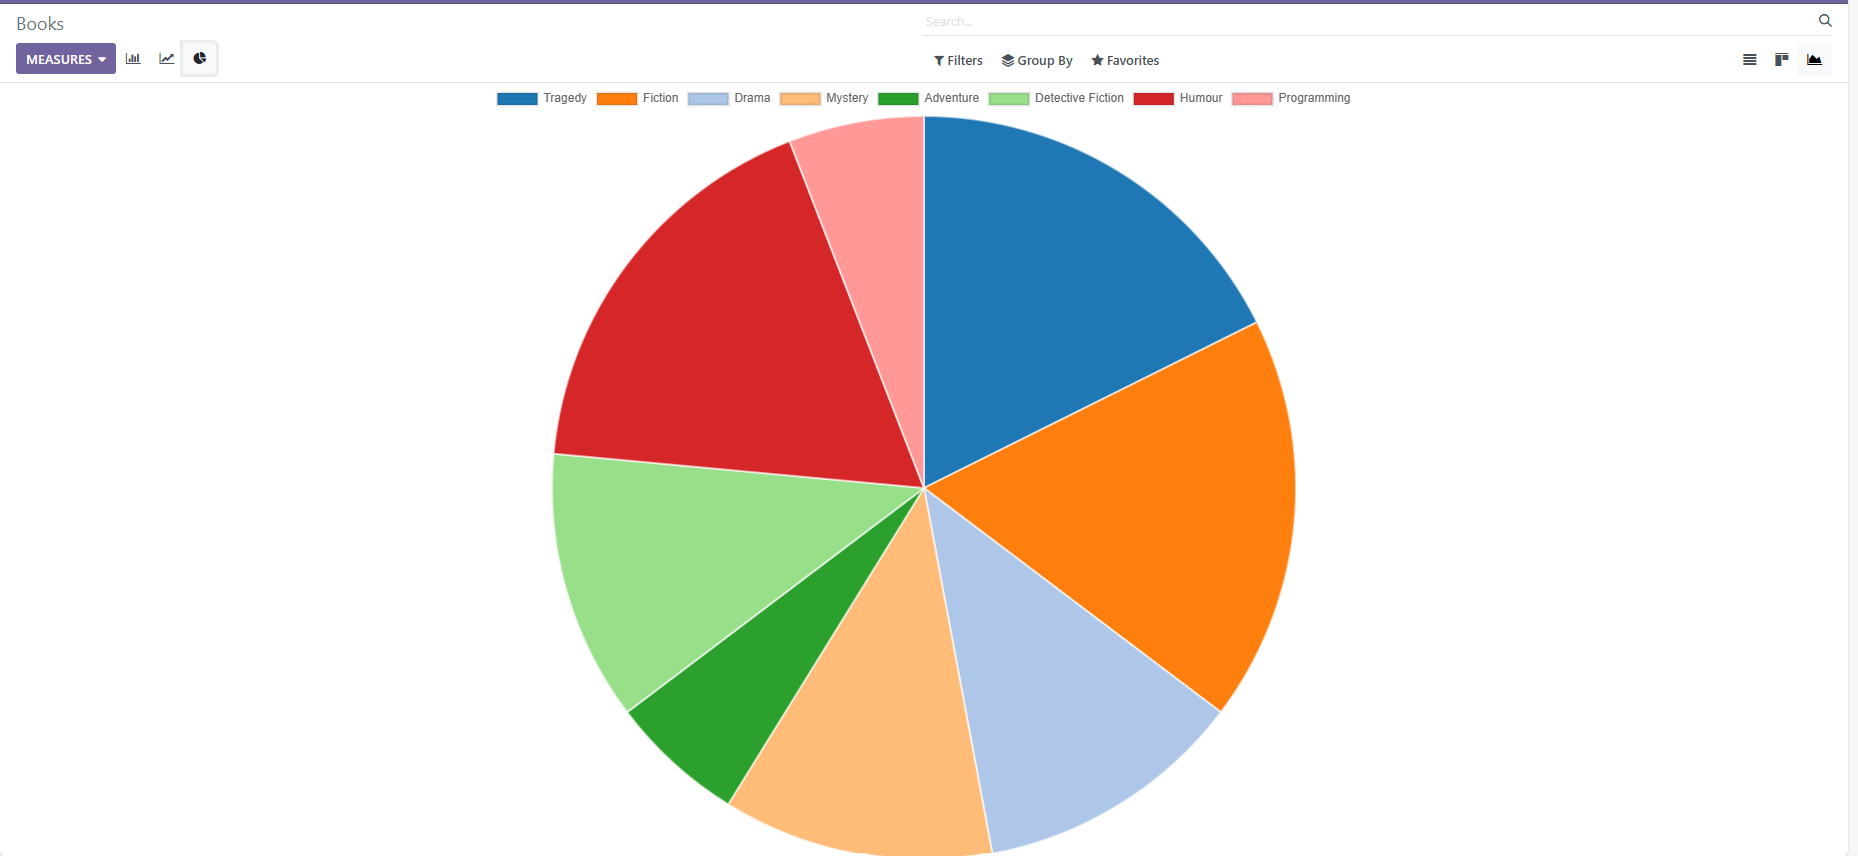 Books
Search...
MEASURES
Filters Group By Favorites
Tragedy Fiction Drama Mystery Adventure Detective Fiction Humour Programming